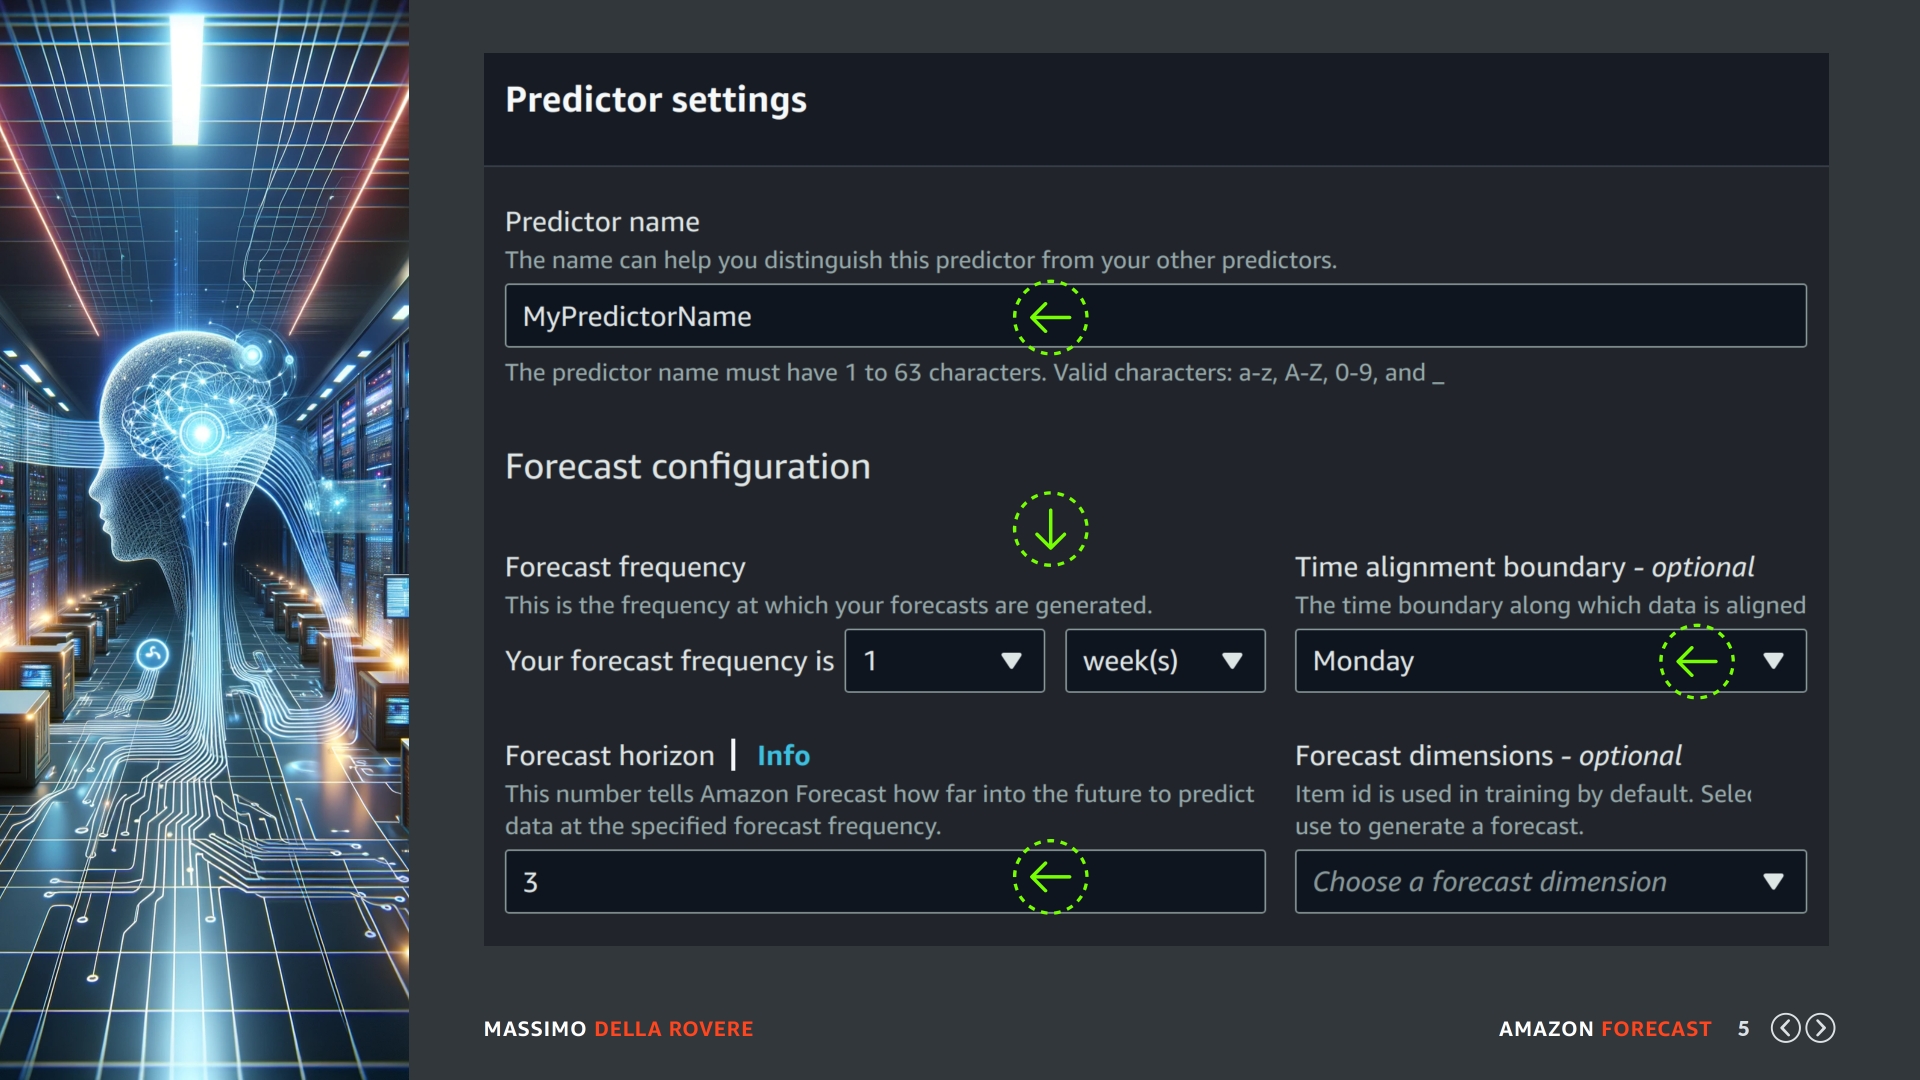 Predictor settings
Predictor name
The name can help you distinguish this predictor from your other predictors.
MyPredictorName
The predictor name must have 1 to 63 characters. Valid characters: a-z, A-Z, 0-9, and _
Forecast configuration
Forecast frequency
This is the frequency at which your forecasts are generated.
Your forecast frequency is 1 week(s)
Time alignment boundary - optional
The time boundary along which data is aligned
Monday
Forecast horizon | Info
This number tells Amazon Forecast how far into the future to predict
data at the specified forecast frequency.
3
Forecast dimensions - optional
Item id is used in training by default. Selec
use to generate a forecast.
Choose a forecast dimension
MASSIMO DELLA ROVERE
AMAZON FORECAST 5